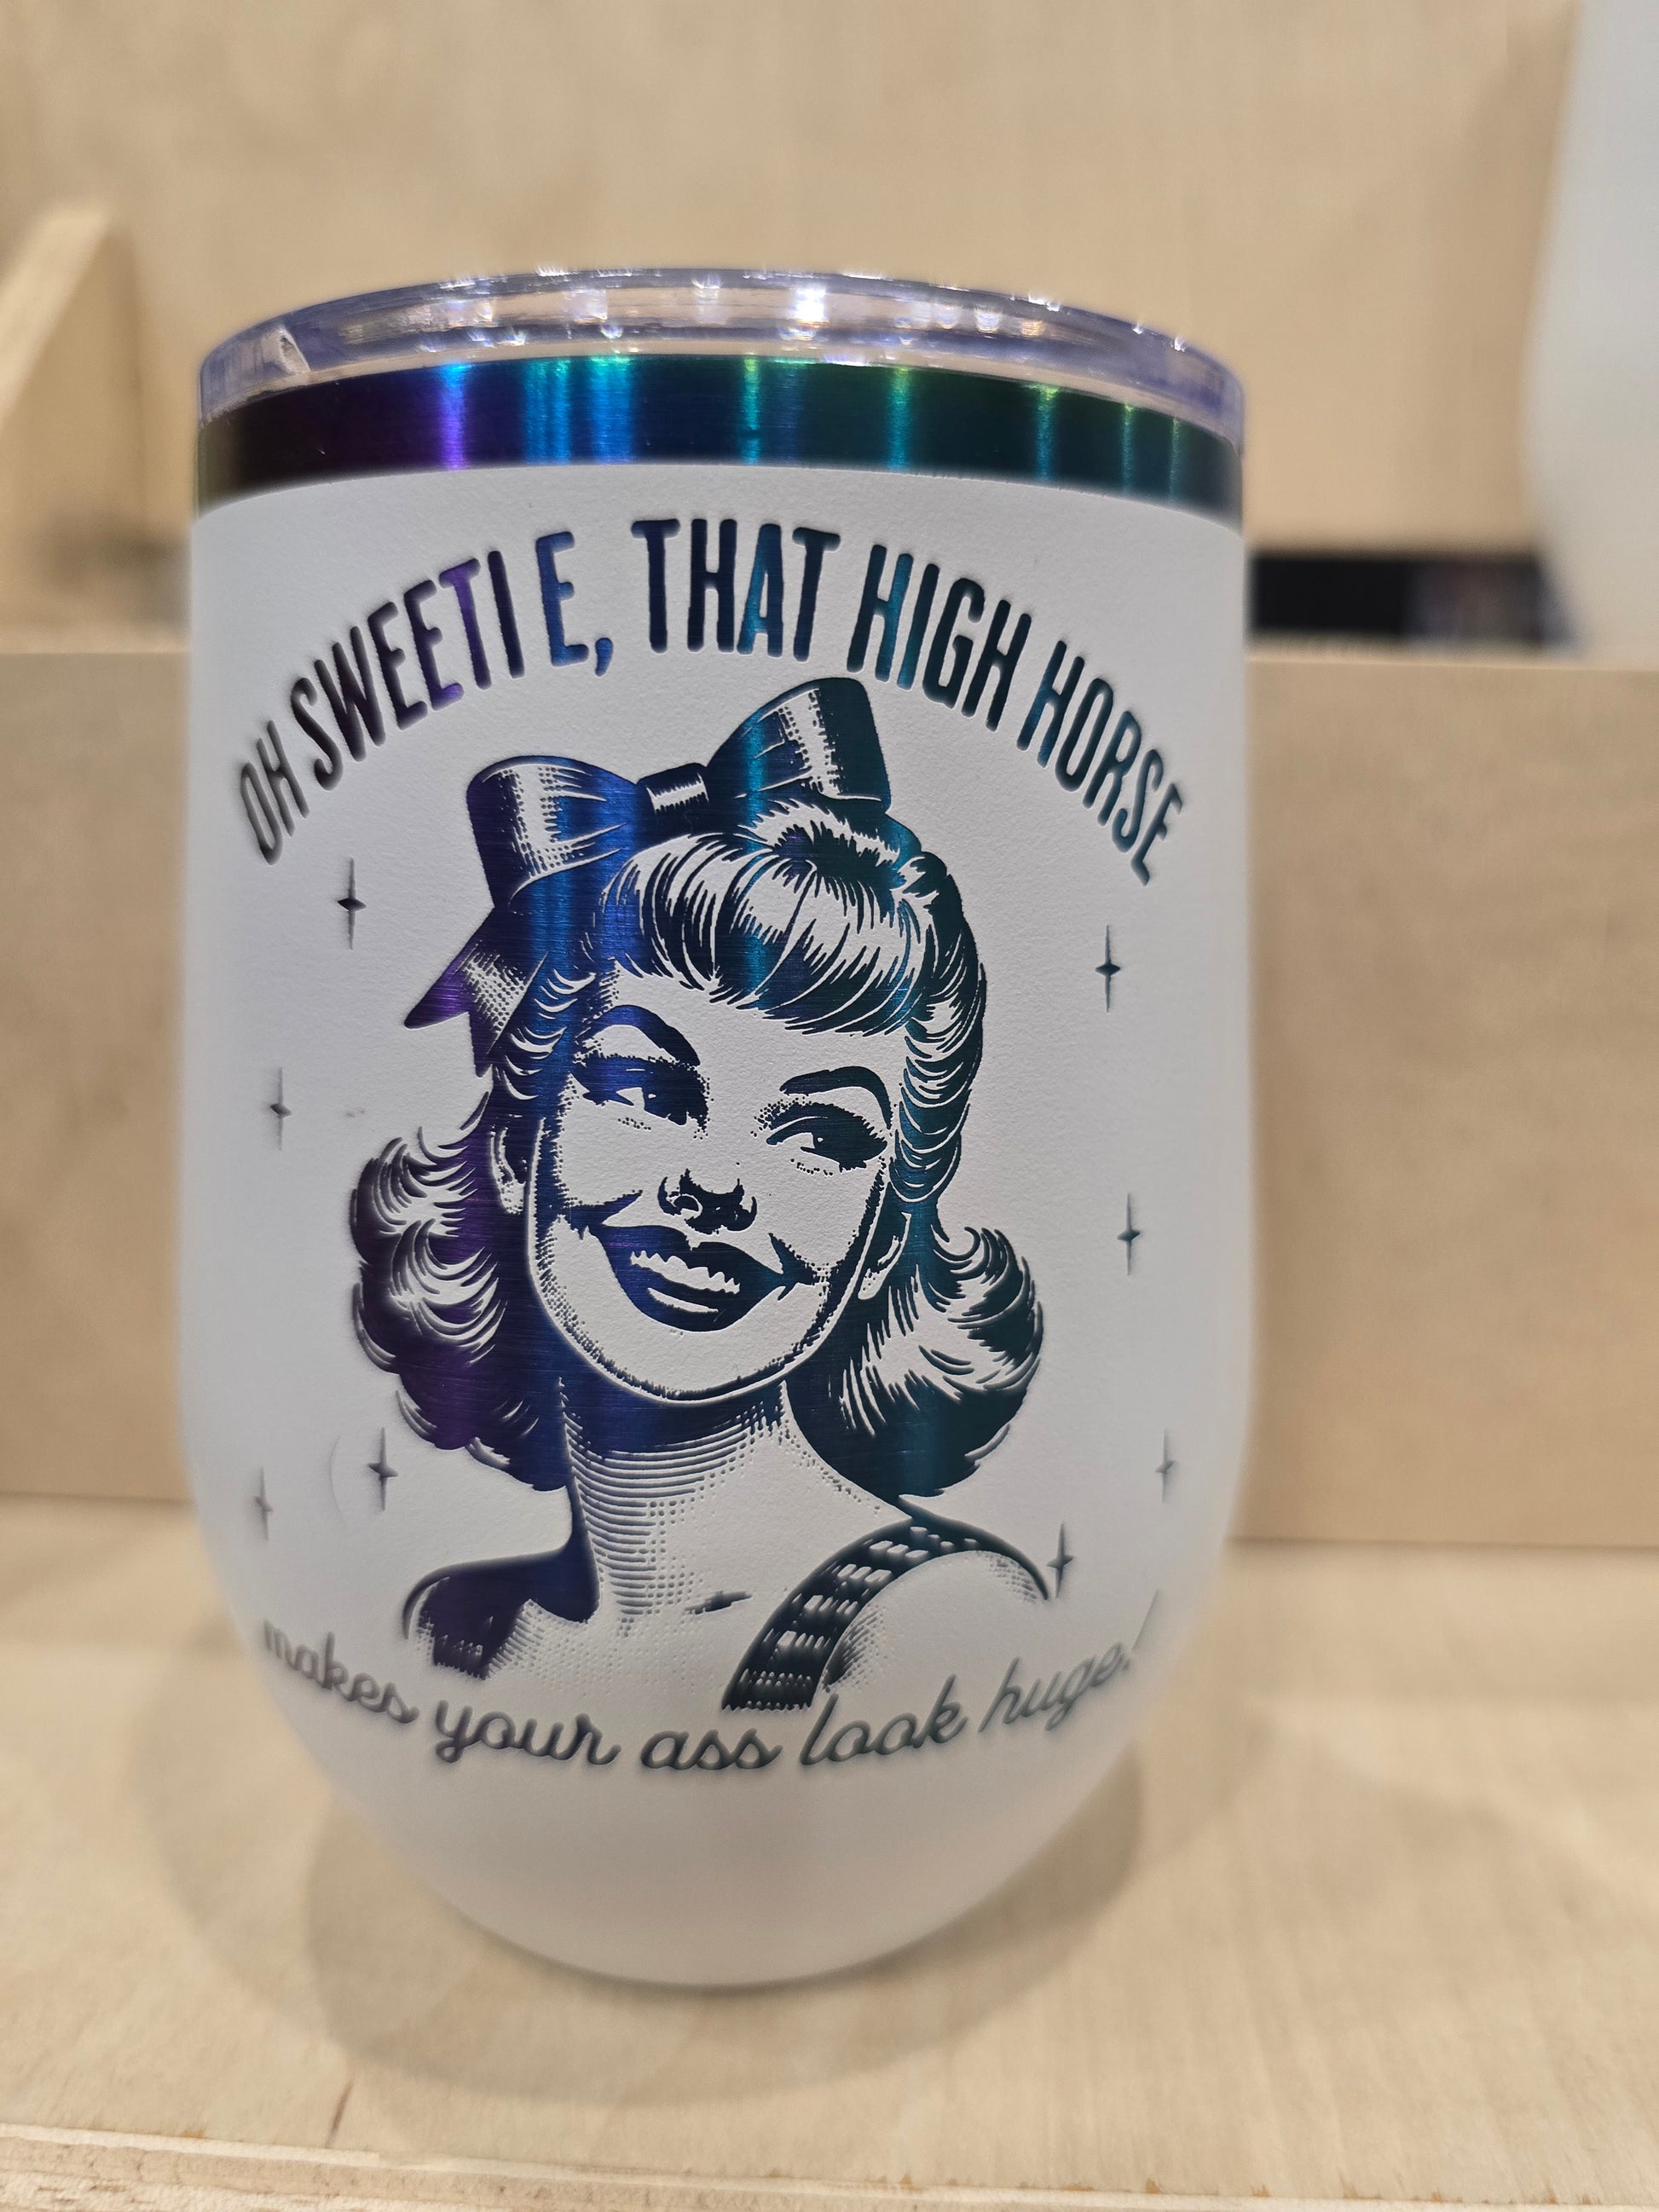 OH SWEETI E, THAT HIGH HORSE
makes your ass look huge.